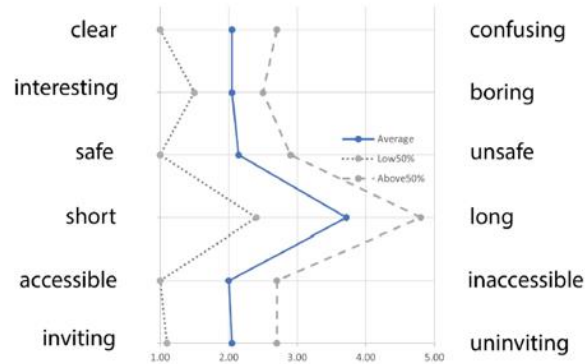 clear confusing
interesting boring
safe unsafe
Average
Low50%
Above50%
short long
accessible inaccessible
inviting uninviting
1.00 2.00 3.00 4.00 5.00